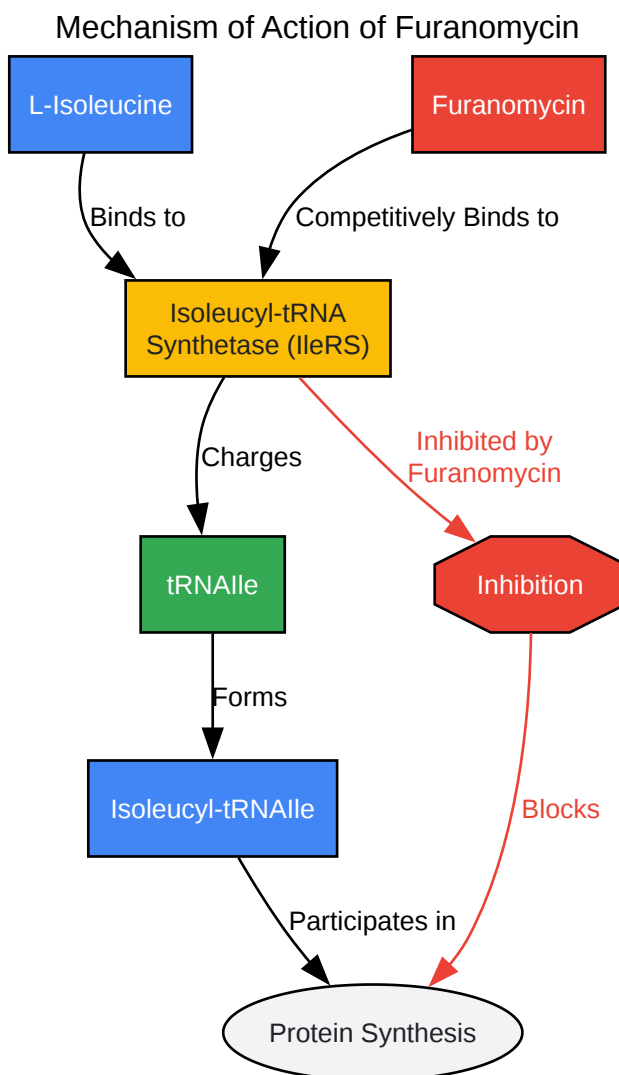 Mechanism of Action of Furanomycin
L-Isoleucine
Furanomycin
Binds to
Competitively Binds to
Isoleucyl-tRNA
Synthetase (IleRS)
Charges
Inhibited by
Furanomycin
tRNAIle
Inhibition
Forms
Isoleucyl-tRNAIle
Blocks
Participates in
Protein Synthesis